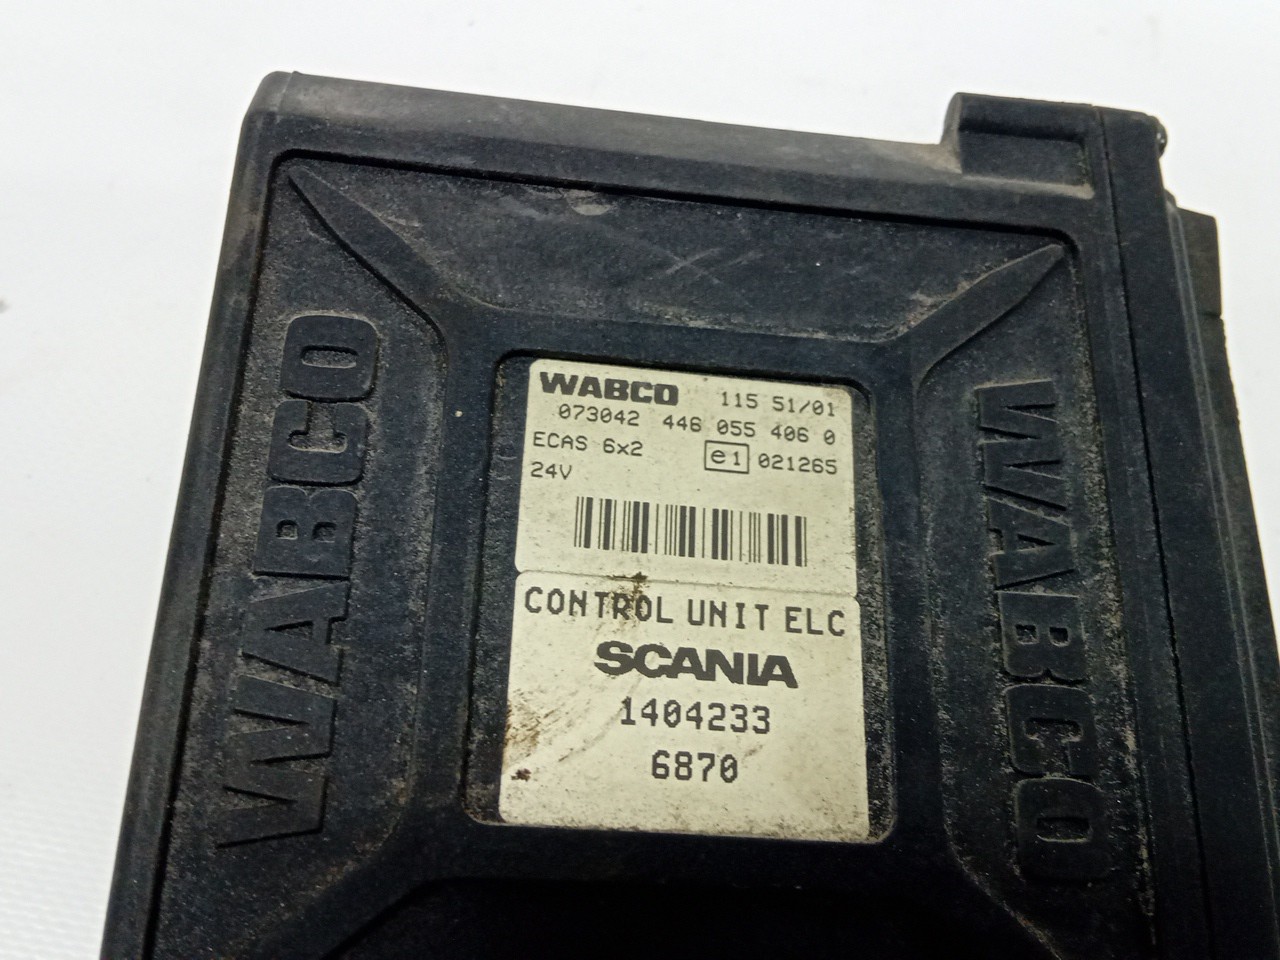 WABCO
WABCO 115 51/01
073042 446 055 406 0
ECAS 6x2 e1 021265
24V
CONTROL UNIT ELC
SCANIA
1404233
6870
WABCO